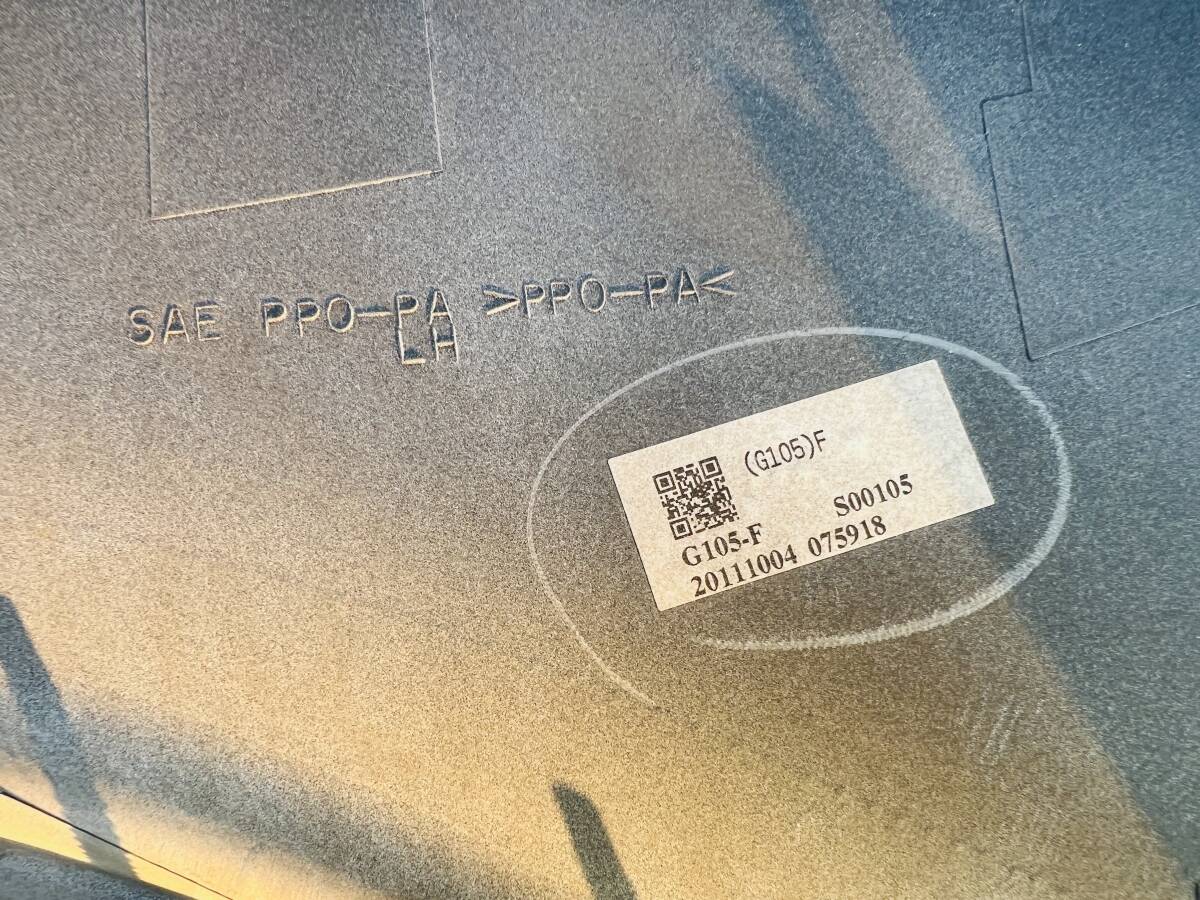 SAE PPO-PA >PPO-PA<
LH
(G105)F
S00105
G105-F
20111004 075918